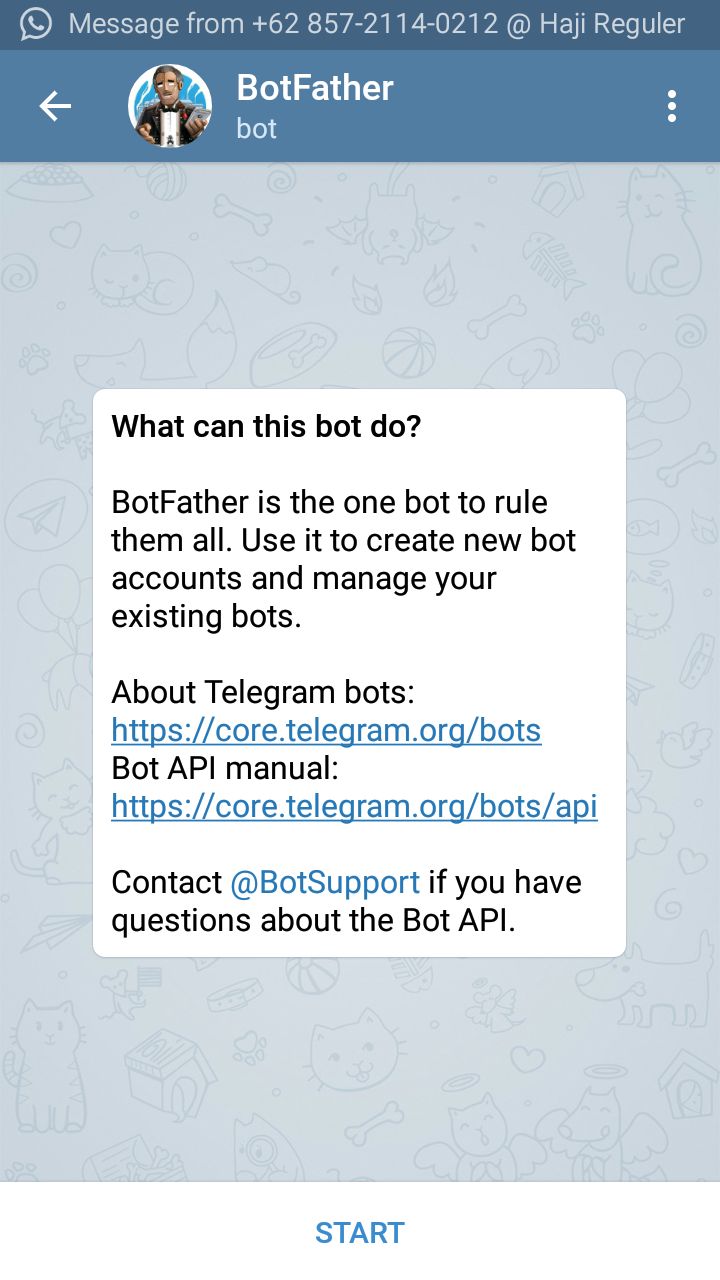 Message from +62 857-2114-0212 @ Haji Reguler
BotFather
bot
What can this bot do?
BotFather is the one bot to rule
them all. Use it to create new bot
accounts and manage your
existing bots.
About Telegram bots:
https://core.telegram.org/bots
Bot API manual:
https://core.telegram.org/bots/api
Contact @BotSupport if you have
questions about the Bot API.
START